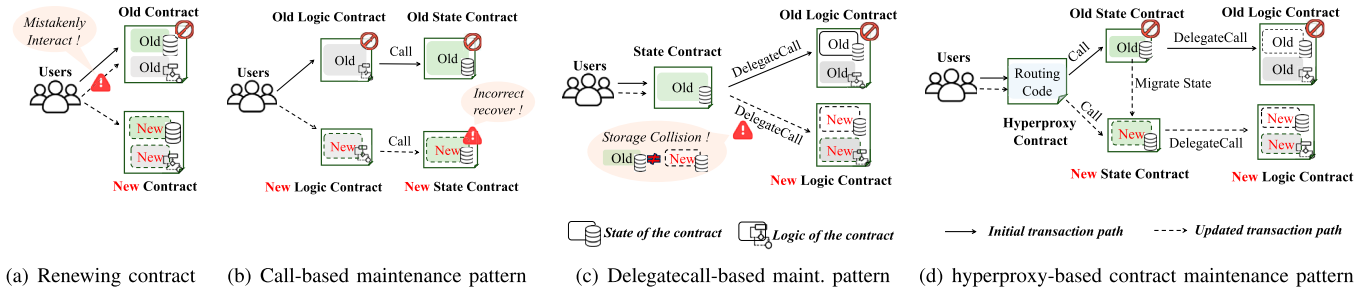 Mistakenly
Interact !
Old Contract
Old
Old
Users
New
New
New Contract
(a) Renewing contract
Old Logic Contract
Old State Contract
Call
Old
Old
Users
Incorrect
recover !
New
Call
New
New Logic Contract
New State Contract
(b) Call-based maintenance pattern
Old Logic Contract
State Contract
Old
DelegateCall
Old
Users
Old
Storage Collision !
Old
New
DelegateCall
New
New
New Logic Contract
State of the contract
Logic of the contract
(c) Delegatecall-based maint. pattern
Old State Contract
Old Logic Contract
Call
Old
DelegateCall
Old
Old
Users
Routing
Code
Migrate State
Hyperproxy
Contract
Call
New
DelegateCall
New
New
New State Contract
New Logic Contract
Initial transaction path
Updated transaction path
(d) hyperproxy-based contract maintenance pattern